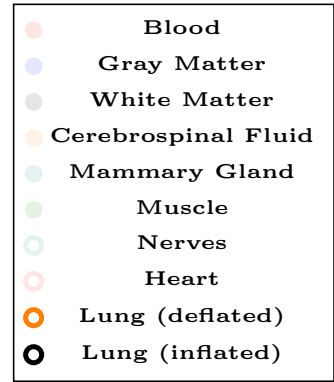 Blood
Gray Matter
White Matter
Cerebrospinal Fluid
Mammary Gland
Muscle
Nerves
Heart
Lung (deflated)
Lung (inflated)